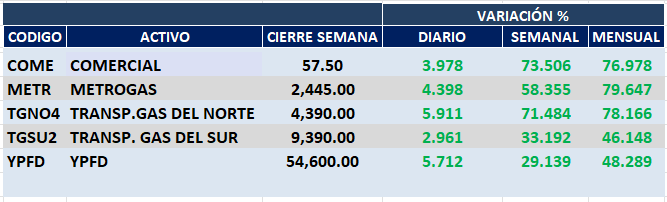 VARIACIÓN %
CODIGO ACTIVO CIERRE SEMANA DIARIO SEMANAL MENSUAL
COME COMERCIAL 57.50 3.978 73.506 76.978
METR METROGAS 2,445.00 4.398 58.355 79.647
TGNO4 TRANSP.GAS DEL NORTE 4,390.00 5.911 71.484 78.166
TGSU2 TRANSP. GAS DEL SUR 9,390.00 2.961 33.192 46.148
YPFD YPFD 54,600.00 5.712 29.139 48.289